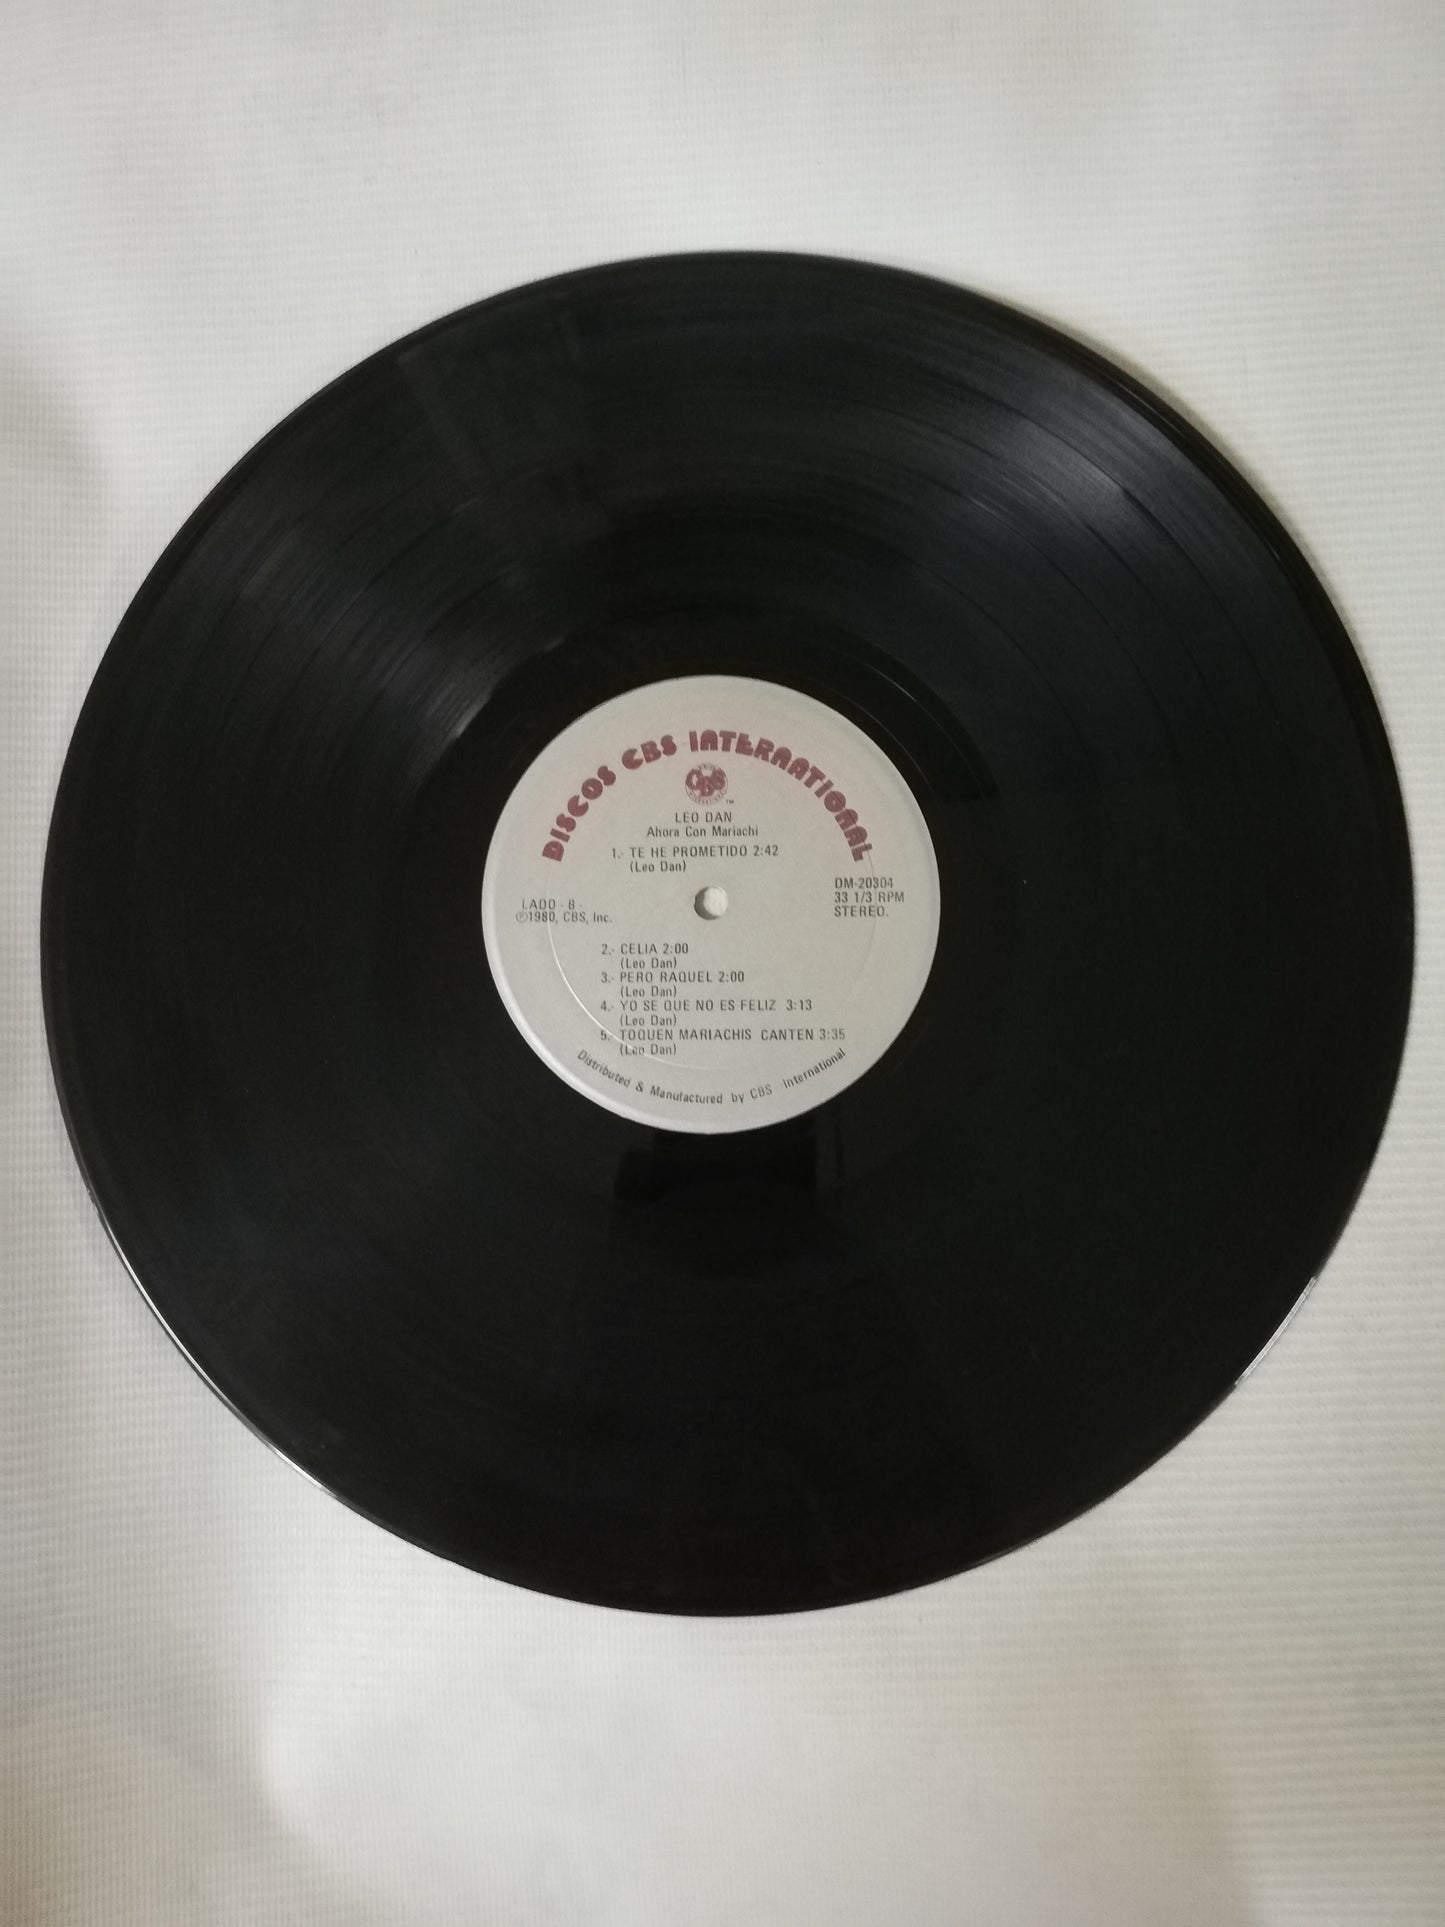 DISCOS CBS INTERNATIONAL
CBS
TM
LEO DAN
Ahora Con Mariachi
1.- TE HE PROMETIDO 2:42
(Leo Dan)
LADO - B -
℗1980, CBS, Inc.
DM-20304
33 1/3 RPM
STEREO.
2.- CELIA 2:00
(Leo Dan)
3.- PERO RAQUEL 2:00
(Leo Dan)
4.- YO SE QUE NO ES FELIZ 3:13
(Leo Dan)
5.- TOQUEN MARIACHIS CANTEN 3:35
(Leo Dan)
Distributed & Manufactured by CBS International